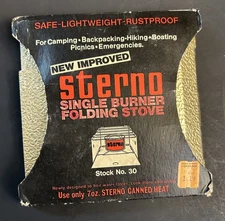 SAFE-LIGHTWEIGHT-RUSTPROOF
For Camping•Backpacking•Hiking•Boating
Picnics•Emergencies.
NEW IMPROVED
sterno
SINGLE BURNER
FOLDING STOVE
sterno
Stock No. 30
Use only 7oz. STERNO CANNED HEAT